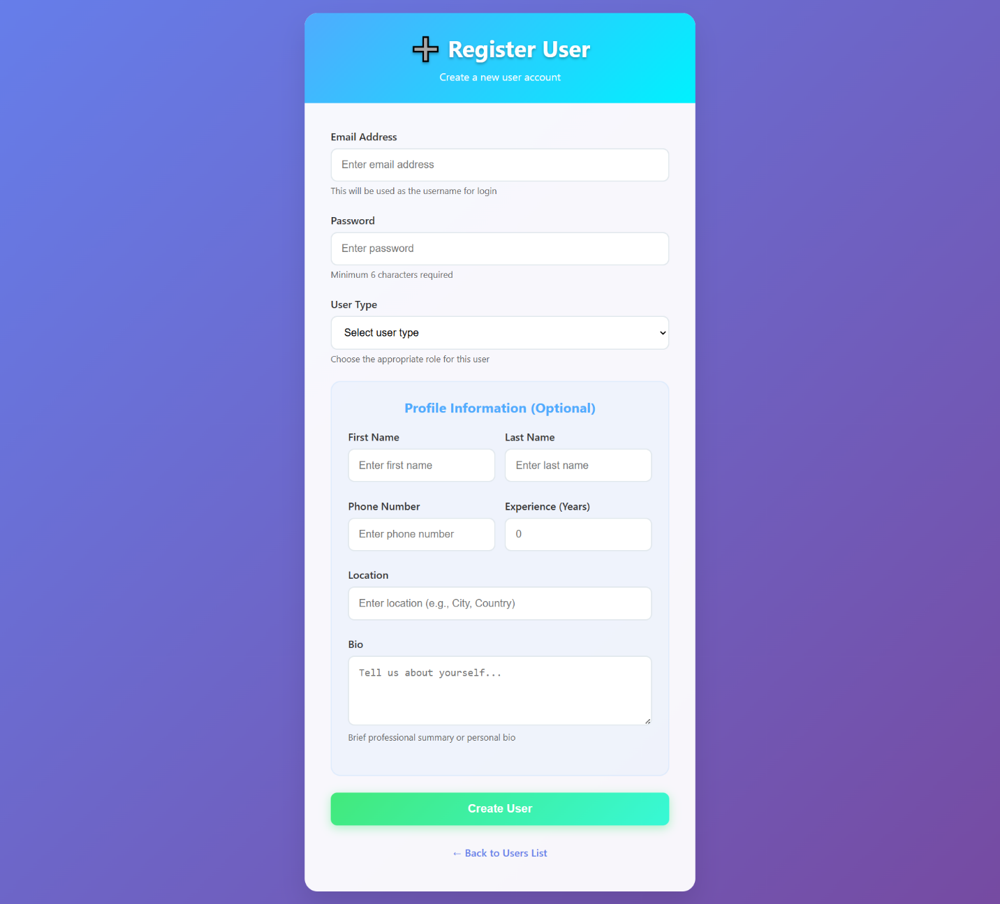 ➕ Register User
Create a new user account
Email Address
Enter email address
This will be used as the username for login
Password
Enter password
Minimum 6 characters required
User Type
Select user type
Choose the appropriate role for this user
Profile Information (Optional)
First Name
Last Name
Enter first name
Enter last name
Phone Number
Experience (Years)
Enter phone number
0
Location
Enter location (e.g., City, Country)
Bio
Tell us about yourself...
Brief professional summary or personal bio
Create User
← Back to Users List